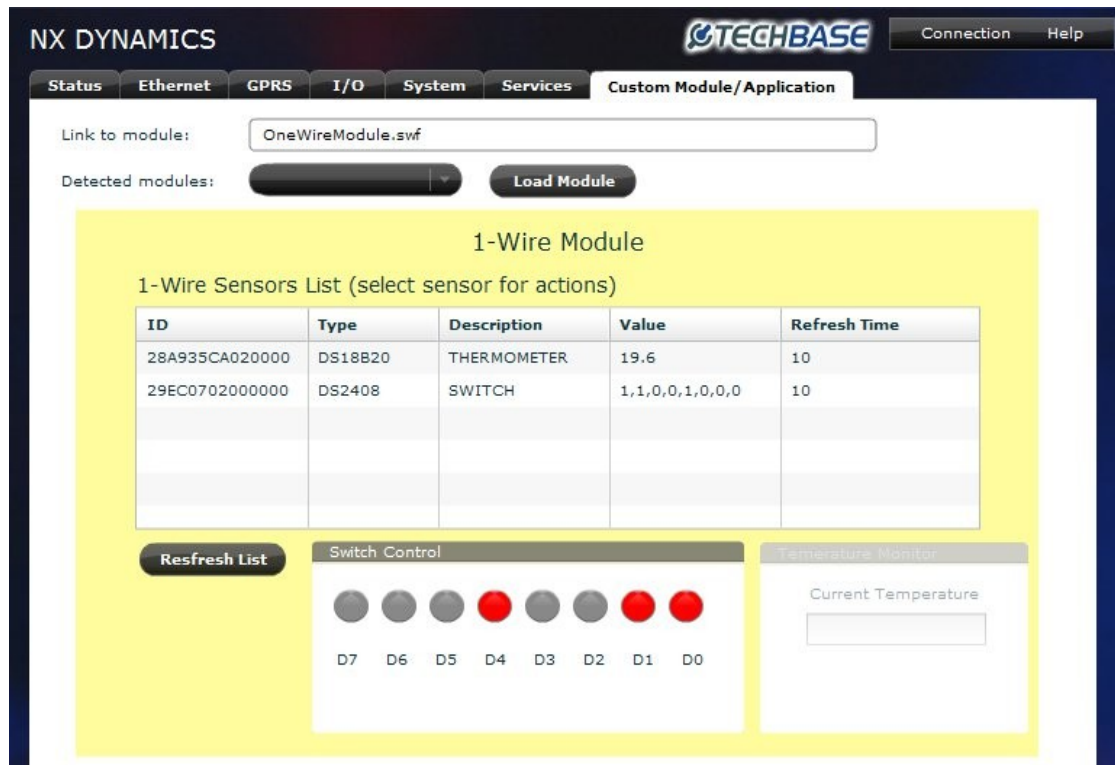 NX DYNAMICS
TECHBASE
Connection Help
Status Ethernet GPRS I/O System Services Custom Module/Application
Link to module: OneWireModule.swf
Detected modules: Load Module
1-Wire Module
1-Wire Sensors List (select sensor for actions)
ID Type Description Value Refresh Time
28A935CA020000 DS18B20 THERMOMETER 19.6 10
29EC0702000000 DS2408 SWITCH 1,1,0,0,1,0,0,0 10
Resfresh List
Switch Control
D7 D6 D5 D4 D3 D2 D1 D0
Temerature Monitor
Current Temperature